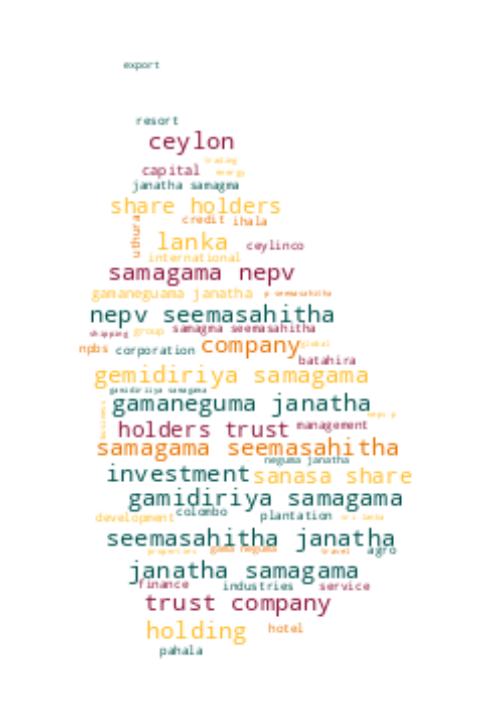 export
resort
ceylon
trading
capital energy
janatha samagma
share holders
credit ihala
uthura
lanka ceylinco
international
samagama nepv
gamaneguama janatha p seemasahitha
nepv seemasahitha
shipping group samagma seemasahitha
npbs corporation company global
batahira
gemidiriya samagama
gamidiriiya samagama
business
gamaneguma janatha
holders trust management
samagama seemasahitha
neguma janatha
investment sanasa share
gamidiriya samagama
development colombo plantation sri lanka
seemasahitha janatha
properties gama neguma travel agro
janatha samagama
finance industries service
trust company
holding hotel
pahala